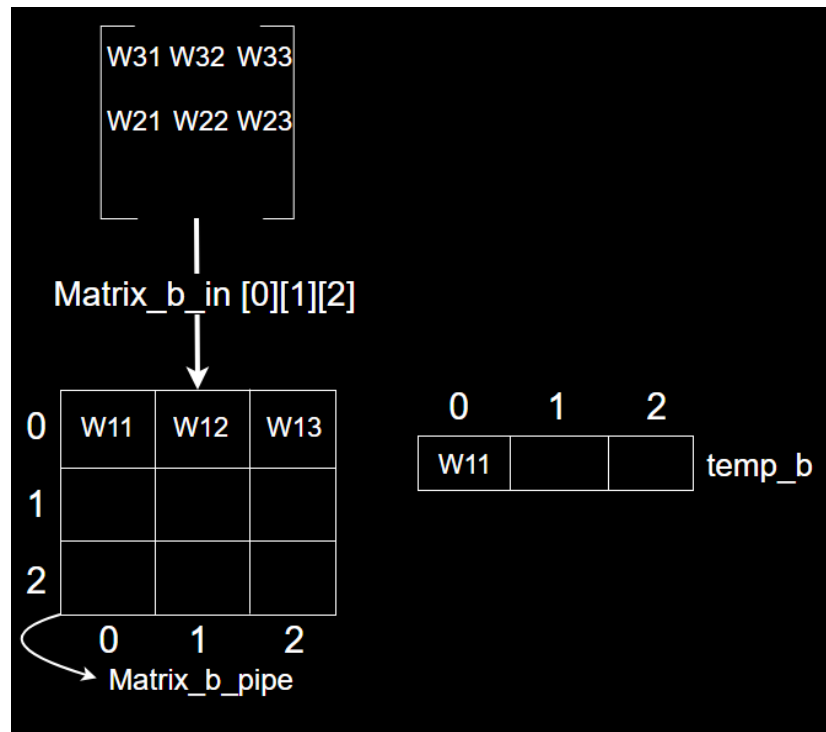 W31 W32 W33
W21 W22 W23
Matrix_b_in [0][1][2]
0 W11 W12 W13
1
2
0 1 2
Matrix_b_pipe
0 1 2
W11 temp_b